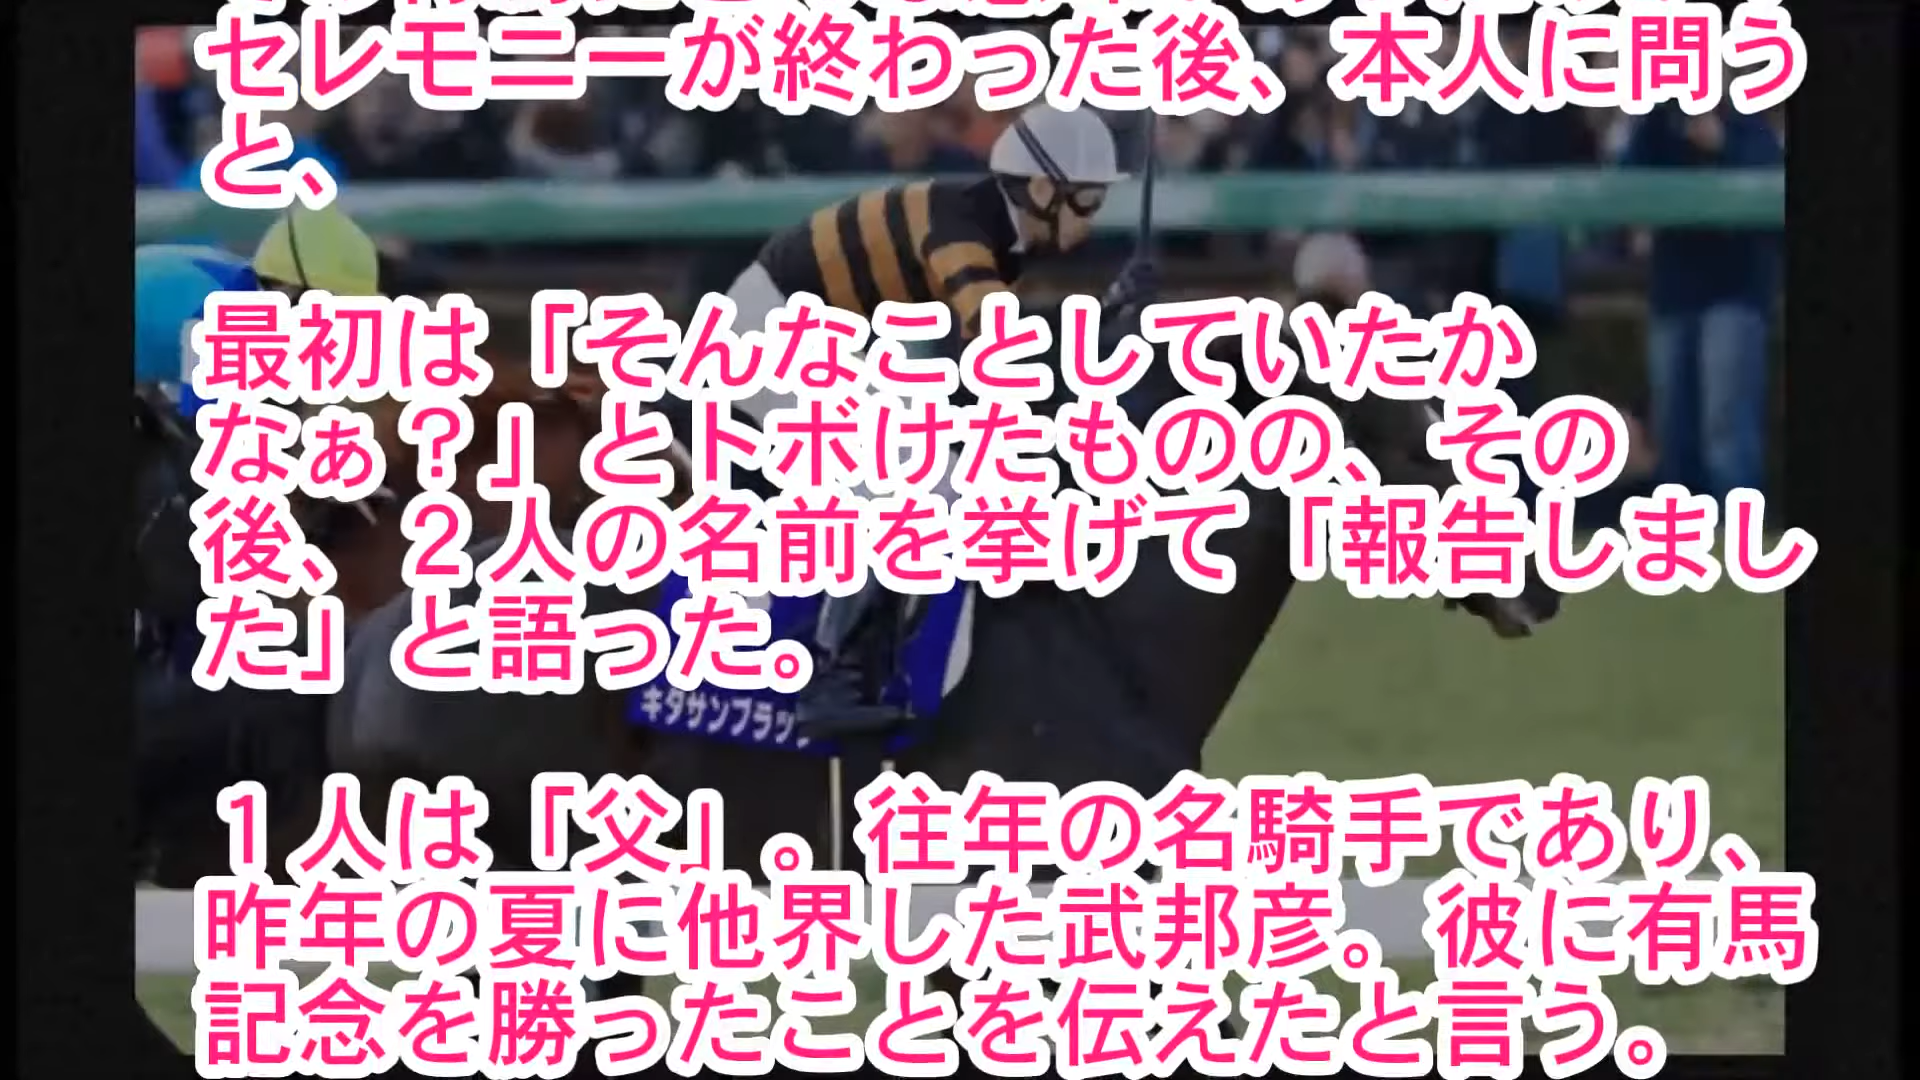 セレモニーが終わった後、本人に問う
と、
最初は「そんなことしていたか
なぁ？」とトボけたものの、その
後、２人の名前を挙げて「報告しまし
た」と語った。
キタサンブラッ
１人は「父」。往年の名騎手であり、
昨年の夏に他界した武邦彦。彼に有馬
記念を勝ったことを伝えたと言う。